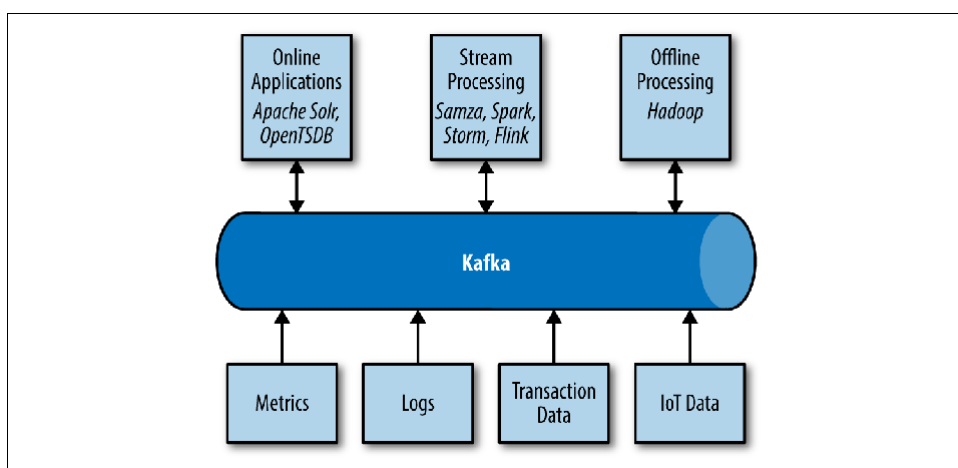 Online
Applications
Apache Solr,
OpenTSDB
Stream
Processing
Samza, Spark,
Storm, Flink
Offline
Processing
Hadoop
Kafka
Metrics
Logs
Transaction
Data
IoT Data